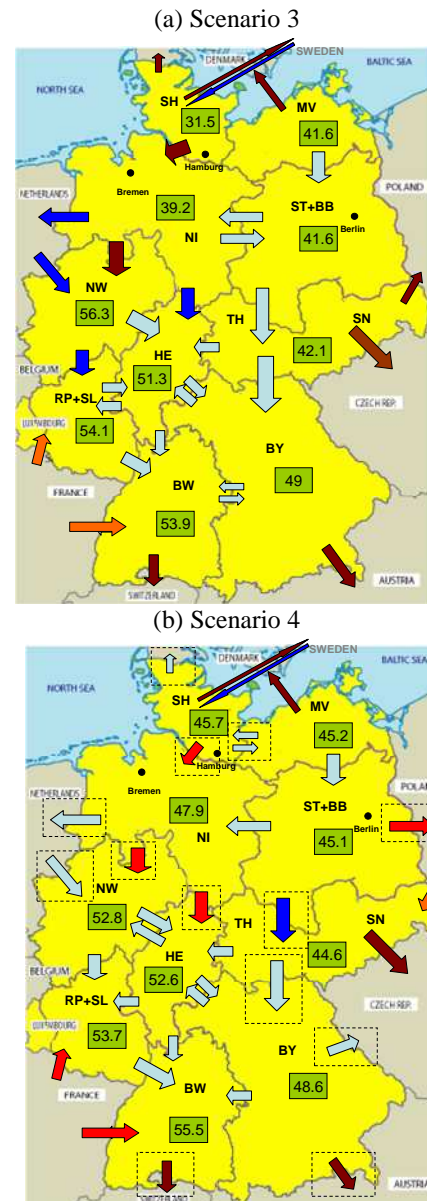 (a) Scenario 3
SWEDEN
DENMARK
BALTIC SEA
NORTH SEA
SH
MV
31.5
41.6
Hamburg
Bremen
NETHERLANDS
POLAND
39.2
ST+BB
Berlin
NI
41.6
NW
TH
SN
56.3
HE
42.1
BELGIUM
51.3
RP+SL
CZECH REP.
LUXEMBOURG
54.1
BY
FRANCE
BW
49
53.9
AUSTRIA
SWITZERLAND
(b) Scenario 4
SWEDEN
DENMARK
BALTIC SEA
NORTH SEA
SH
MV
45.7
45.2
Hamburg
Bremen
NETHERLANDS
POLA
47.9
ST+BB
Berlin
NI
45.1
NW
TH
SN
52.8
HE
44.6
BELGIUM
52.6
RP+SL
CZECH REP.
LUXEMBOURG
53.7
BY
FRANCE
BW
48.6
55.5
AUSTRIA
SWITZERLAND